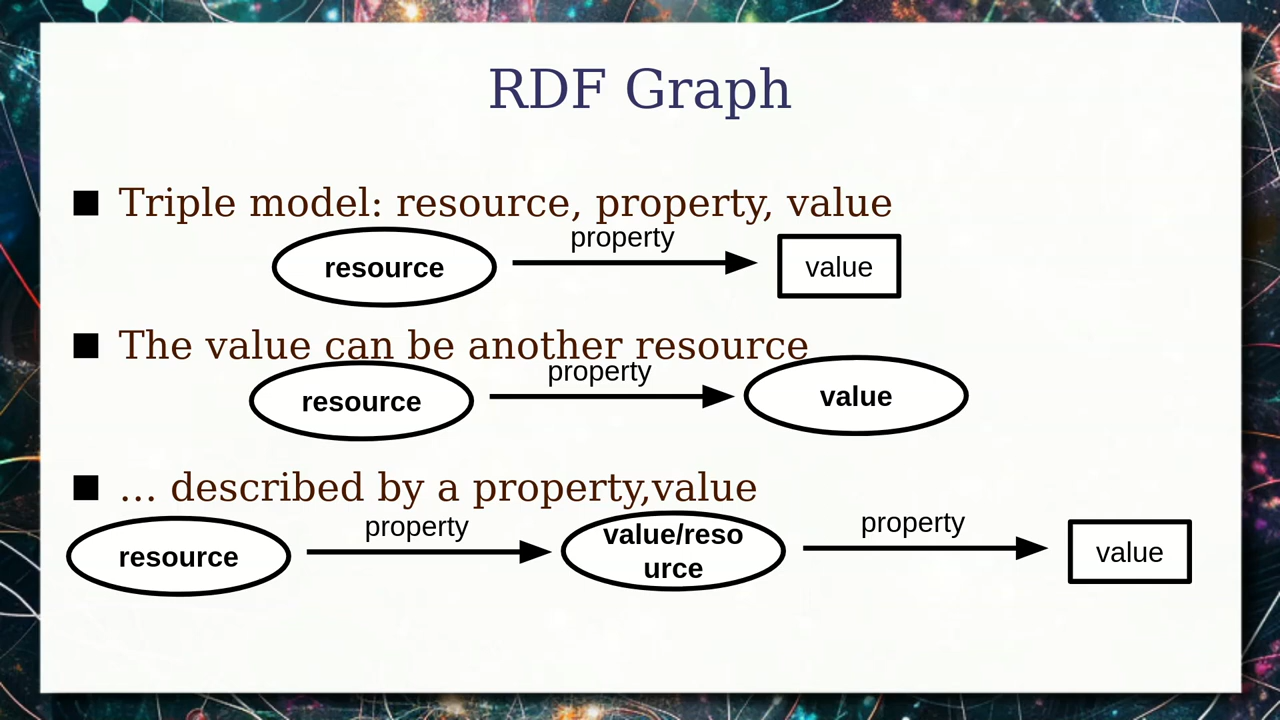 RDF Graph
■ Triple model: resource, property, value
property
resource
value
■ The value can be another resource
property
resource
value
■ … described by a property,value
property
property
resource
value/reso
urce
value